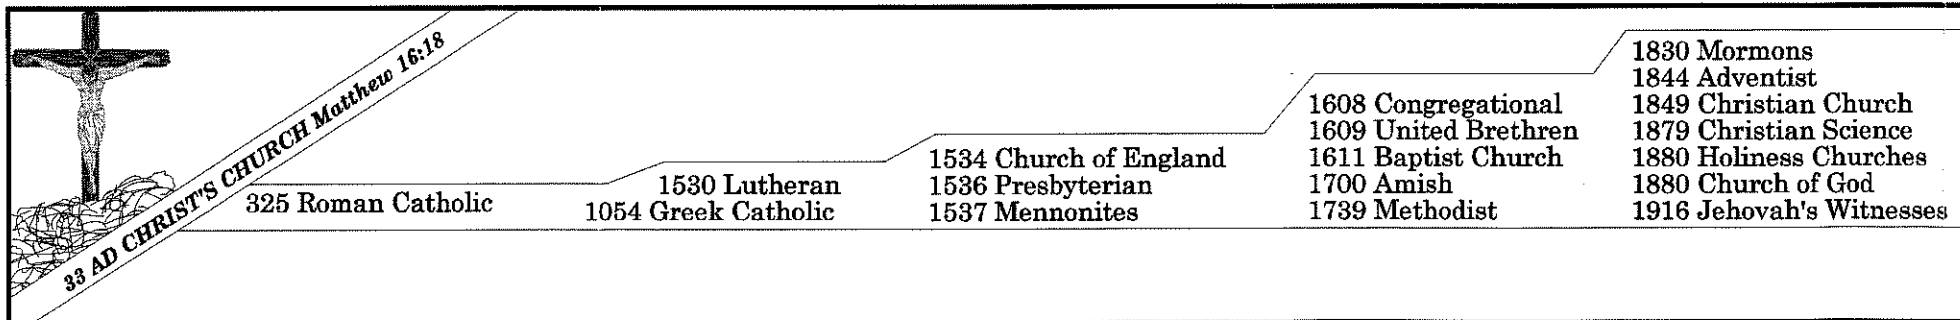 33 AD CHRIST'S CHURCH Matthew 16:18
325 Roman Catholic
1530 Lutheran
1054 Greek Catholic
1534 Church of England
1536 Presbyterian
1537 Mennonites
1608 Congregational
1609 United Brethren
1611 Baptist Church
1700 Amish
1739 Methodist
1830 Mormons
1844 Adventist
1849 Christian Church
1879 Christian Science
1880 Holiness Churches
1880 Church of God
1916 Jehovah's Witnesses